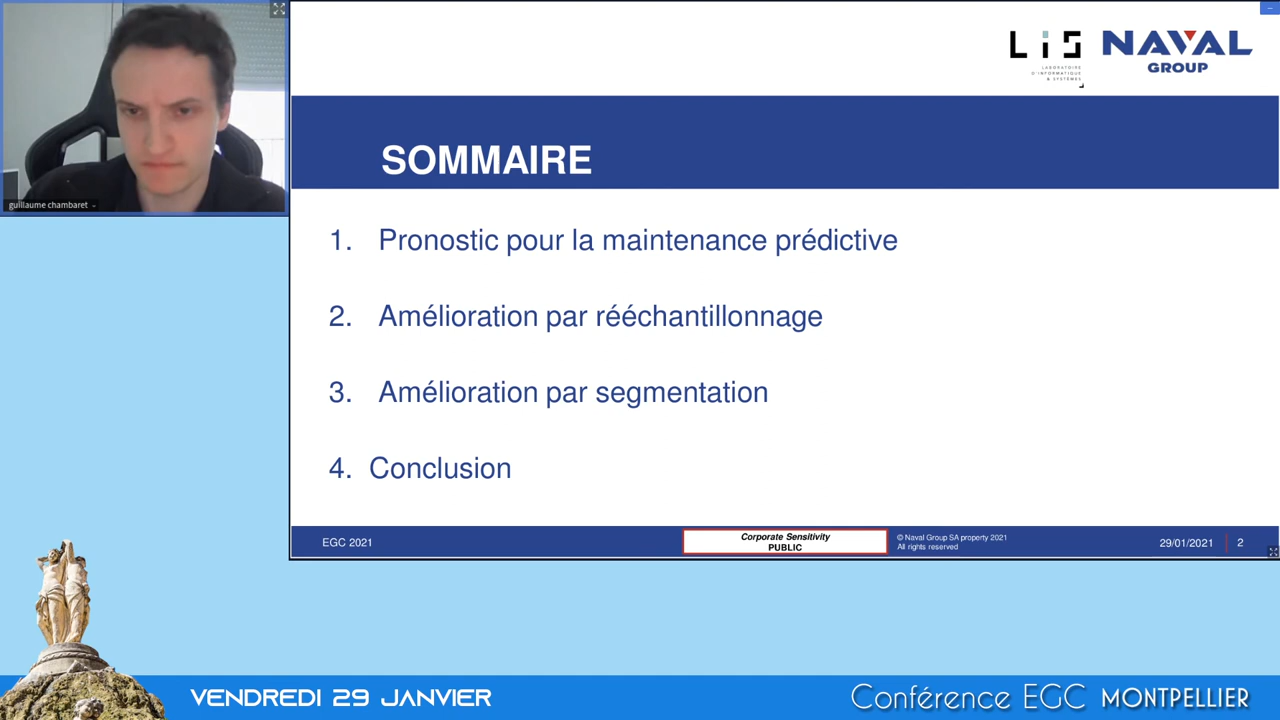 guillaume chambaret
LIS
LABORATOIRE
D'INFORMATIQUE
& SYSTÈMES
NAVAL
GROUP
SOMMAIRE
1. Pronostic pour la maintenance prédictive
2. Amélioration par rééchantillonnage
3. Amélioration par segmentation
4. Conclusion
EGC 2021
Corporate Sensitivity
PUBLIC
© Naval Group SA property 2021
All rights reserved
29/01/2021
2
VENDREDI 29 JANVIER
Conférence EGC MONTPELLIER